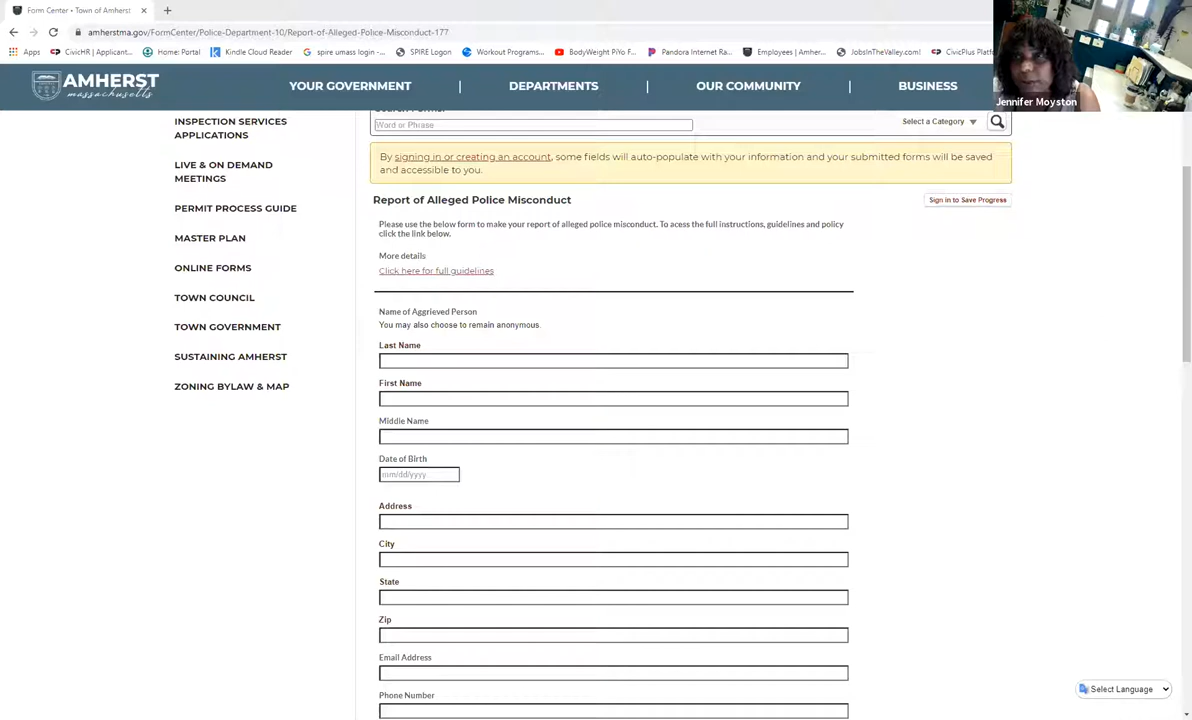 Form Center • Town of Amherst
amherstma.gov/FormCenter/Police-Department-10/Report-of-Alleged-Police-Misconduct-177
Apps CivicHR | Applicant... Home: Portal Kindle Cloud Reader spire umass login -... SPIRE Logon Workout Programs... BodyWeight PiYo F... Pandora Internet Ra... Employees | Amher... JobsInTheValley.com! CivicPlus Platf
AMHERST
massachusetts
YOUR GOVERNMENT | DEPARTMENTS | OUR COMMUNITY | BUSINESS
Jennifer Moyston
INSPECTION SERVICES
APPLICATIONS
LIVE & ON DEMAND
MEETINGS
PERMIT PROCESS GUIDE
MASTER PLAN
ONLINE FORMS
TOWN COUNCIL
TOWN GOVERNMENT
SUSTAINING AMHERST
ZONING BYLAW & MAP
Word or Phrase
Select a Category
By signing in or creating an account, some fields will auto-populate with your information and your submitted forms will be saved
and accessible to you.
Report of Alleged Police Misconduct
Sign in to Save Progress
Please use the below form to make your report of alleged police misconduct. To acess the full instructions, guidelines and policy
click the link below.
More details
Click here for full guidelines
Name of Aggrieved Person
You may also choose to remain anonymous.
Last Name
First Name
Middle Name
Date of Birth
mm/dd/yyyy
Address
City
State
Zip
Email Address
Phone Number
Select Language